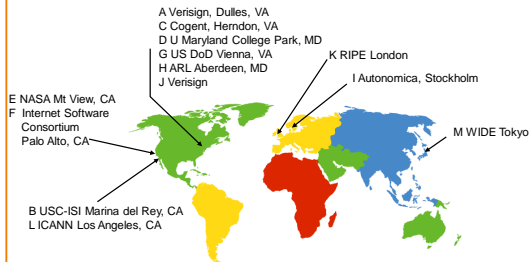 A Verisign, Dulles, VA
C Cogent, Herndon, VA
D U Maryland College Park, MD
G US DoD Vienna, VA
H ARL Aberdeen, MD
J Verisign
K RIPE London
I Autonomica, Stockholm
E NASA Mt View, CA
F Internet Software
Consortium
Palo Alto, CA
M WIDE Tokyo
B USC-ISI Marina del Rey, CA
L ICANN Los Angeles, CA